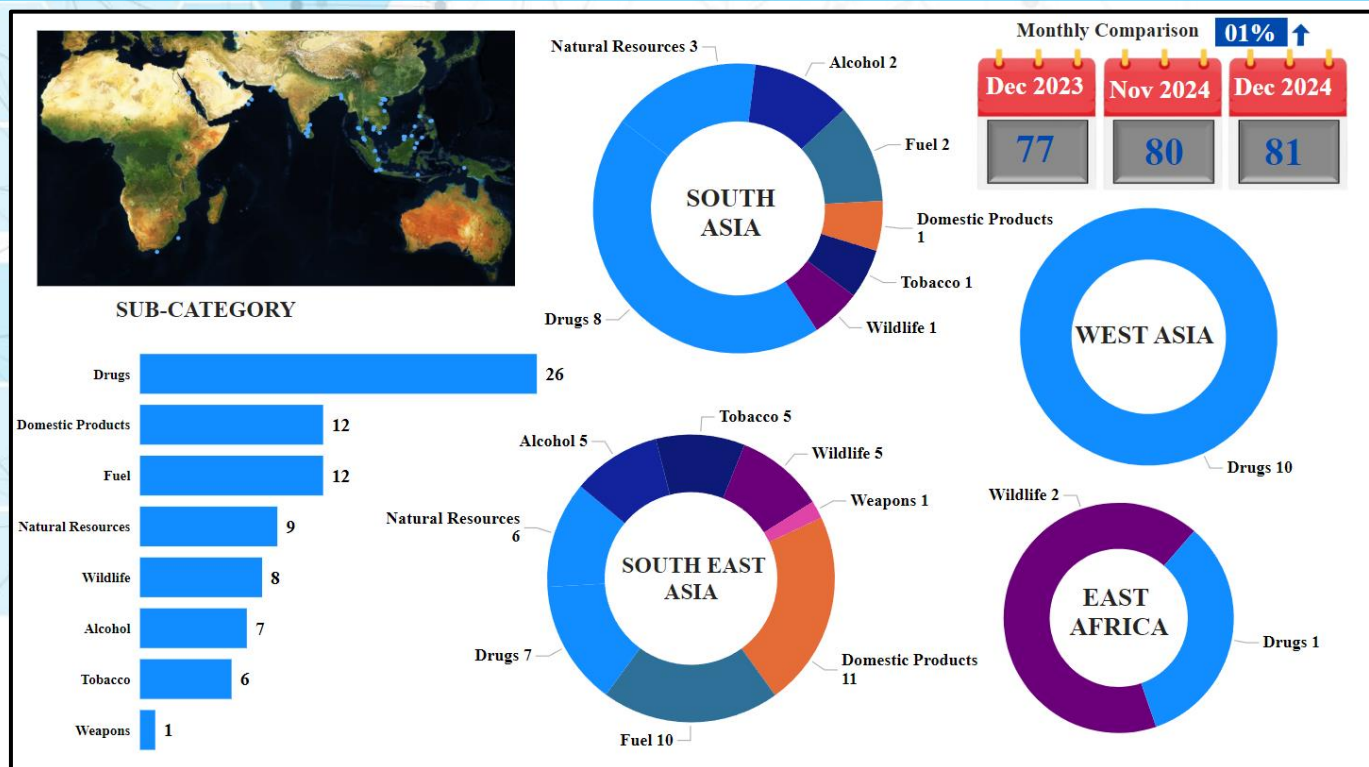 Monthly Comparison 01%
Dec 2023
Nov 2024
Dec 2024
77
80
81
SUB-CATEGORY
Drugs 26
Domestic Products 12
Fuel 12
Natural Resources 9
Wildlife 8
Alcohol 7
Tobacco 6
Weapons 1
SOUTH
ASIA
Natural Resources 3
Alcohol 2
Fuel 2
Domestic Products
1
Tobacco 1
Wildlife 1
Drugs 8
SOUTH EAST
ASIA
Tobacco 5
Wildlife 5
Weapons 1
Domestic Products
11
Fuel 10
Drugs 7
Natural Resources
6
Alcohol 5
WEST ASIA
Drugs 10
EAST
AFRICA
Wildlife 2
Drugs 1